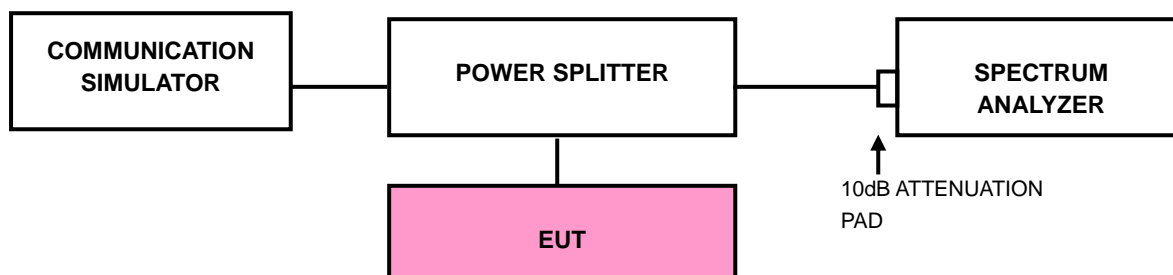 COMMUNICATION
SIMULATOR
POWER SPLITTER
SPECTRUM
ANALYZER
10dB ATTENUATION
PAD
EUT